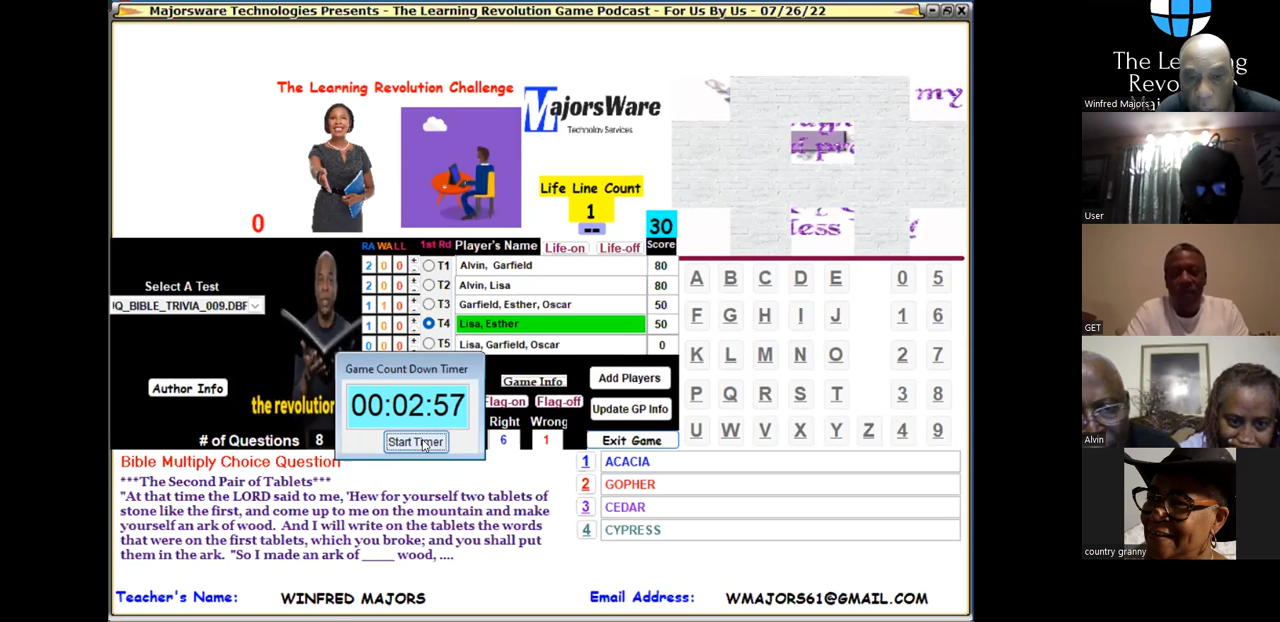 Majorsware Technologies Presents - The Learning Revolution Game Podcast - For Us By Us - 07/26/22
The Learning Revolution Challenge
MajorsWare
Technology Services
my
Life Line Count
1
--
0
30
RA WA LL 1st Rd Player's Name Life-on Life-off Score
2 0 0 + - T1 Alvin, Garfield 80
2 0 0 + - T2 Alvin, Lisa 80
1 1 0 + - T3 Garfield, Esther, Oscar 50
1 0 0 + - T4 Lisa, Esther 50
0 0 0 + - T5 Lisa, Garfield, Oscar 0
Select A Test
IQ_BIBLE_TRIVIA_009.DBF
Author Info
the revolution
# of Questions 8
Game Count Down Timer
00:02:57
Start Timer
Game Info
Flag-on Flag-off
Right Wrong
6 1
Add Players
Update GP Info
Exit Game
A B C D E 0 5
F G H I J 1 6
K L M N O 2 7
P Q R S T 3 8
U W V X Y Z 4 9
Bible Multiply Choice Question
***The Second Pair of Tablets***
"At that time the LORD said to me, 'Hew for yourself two tablets of
stone like the first, and come up to me on the mountain and make
yourself an ark of wood. And I will write on the tablets the words
that were on the first tablets, which you broke; and you shall put
them in the ark. "So I made an ark of ____ wood, ....
1 ACACIA
2 GOPHER
3 CEDAR
4 CYPRESS
Teacher's Name: WINFRED MAJORS
Email Address: WMAJORS61@GMAIL.COM
The
Winfred Majors
User
GET
Alvin
country granny